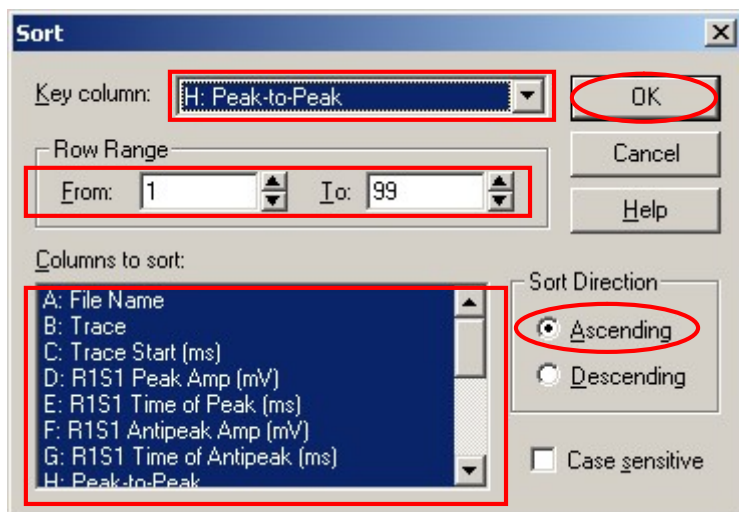 Sort
Key column: H: Peak-to-Peak
OK
Row Range
From: 1 To: 99
Cancel
Help
Columns to sort:
A: File Name
B: Trace
C: Trace Start (ms)
D: R1S1 Peak Amp (mV)
E: R1S1 Time of Peak (ms)
F: R1S1 Antipeak Amp (mV)
G: R1S1 Time of Antipeak (ms)
H: Peak-to-Peak
Sort Direction
Ascending
Descending
Case sensitive